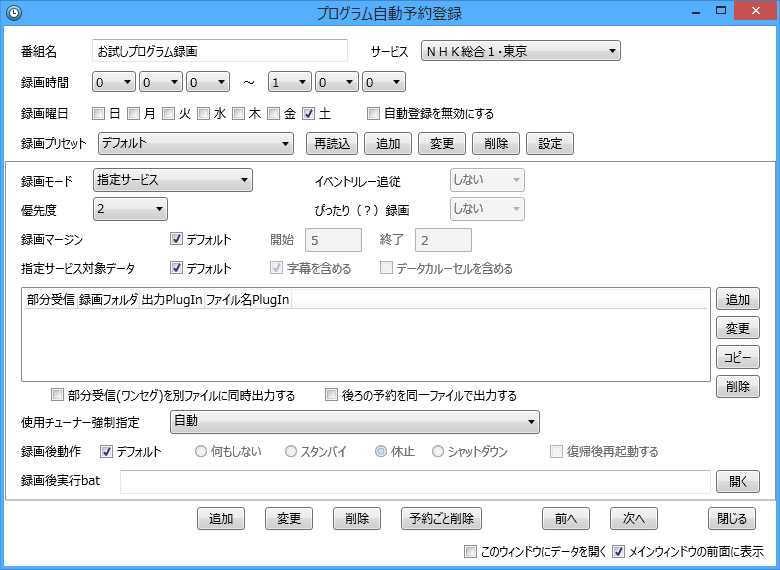 プログラム自動予約登録
番組名 お試しプログラム録画 サービス ＮＨＫ総合１・東京
録画時間 0 0 0 ～ 1 0 0
録画曜日 日 月 火 水 木 金 土 自動登録を無効にする
録画プリセット デフォルト 再読込 追加 変更 削除 設定
録画モード 指定サービス イベントリレー追従 しない
優先度 2 ぴったり（？）録画 しない
録画マージン デフォルト 開始 5 終了 2
指定サービス対象データ デフォルト 字幕を含める データカルーセルを含める
部分受信 録画フォルダ 出力PlugIn ファイル名PlugIn
追加
変更
コピー
削除
部分受信(ワンセグ)を別ファイルに同時出力する 後ろの予約を同一ファイルで出力する
使用チューナー強制指定 自動
録画後動作 デフォルト 何もしない スタンバイ 休止 シャットダウン 復帰後再起動する
録画後実行bat 開く
追加 変更 削除 予約ごと削除 前へ 次へ 閉じる
このウィンドウにデータを開く メインウィンドウの前面に表示